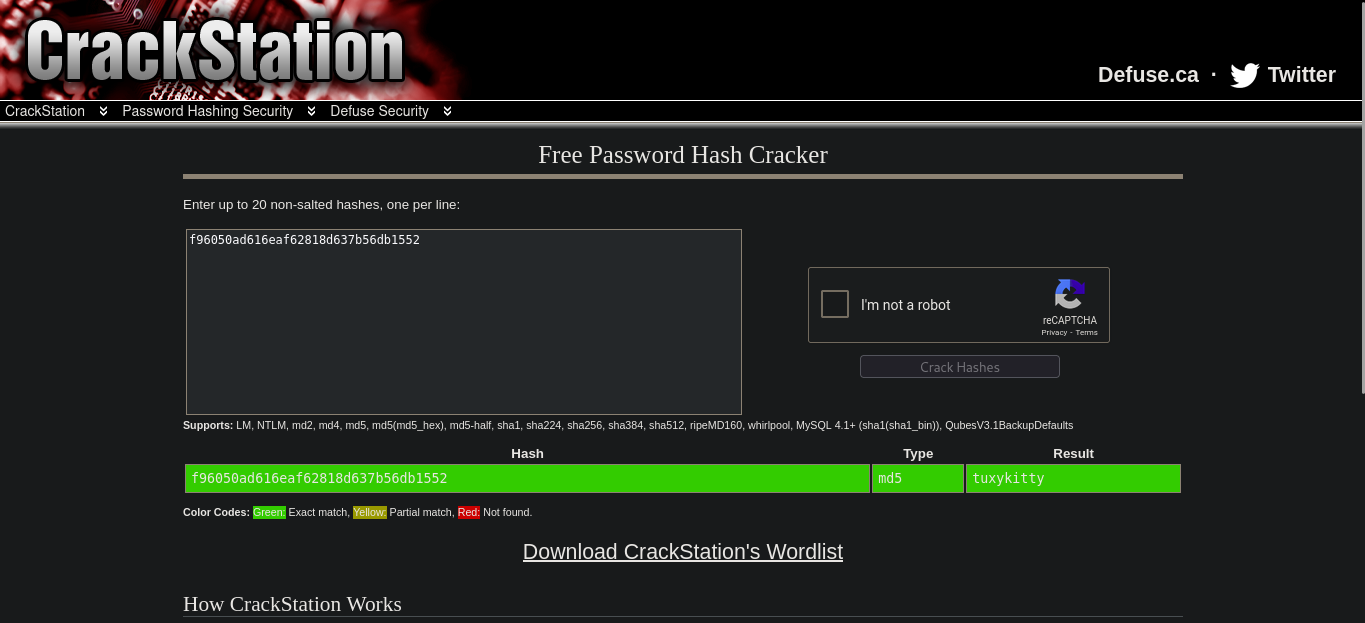 CrackStation
Defuse.ca · Twitter
CrackStation Password Hashing Security Defuse Security
Free Password Hash Cracker
Enter up to 20 non-salted hashes, one per line:
f96050ad616eaf62818d637b56db1552
I'm not a robot
reCAPTCHA
Privacy - Terms
Crack Hashes
Supports: LM, NTLM, md2, md4, md5, md5(md5_hex), md5-half, sha1, sha224, sha256, sha384, sha512, ripeMD160, whirlpool, MySQL 4.1+ (sha1(sha1_bin)), QubesV3.1BackupDefaults
Hash Type Result
f96050ad616eaf62818d637b56db1552 md5 tuxykitty
Color Codes: Green: Exact match, Yellow: Partial match, Red: Not found.
Download CrackStation's Wordlist
How CrackStation Works